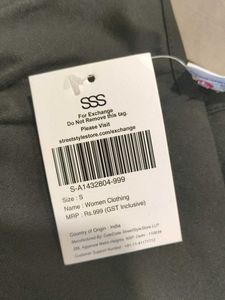 SSS
For Exchange
Do Not Remove this tag.
Please Visit
streetstylestore.com/exchange
S-A1432804-999
Size : S
Name : Women Clothing
MRP : Rs.999 (GST Inclusive)
Country of Origin : India